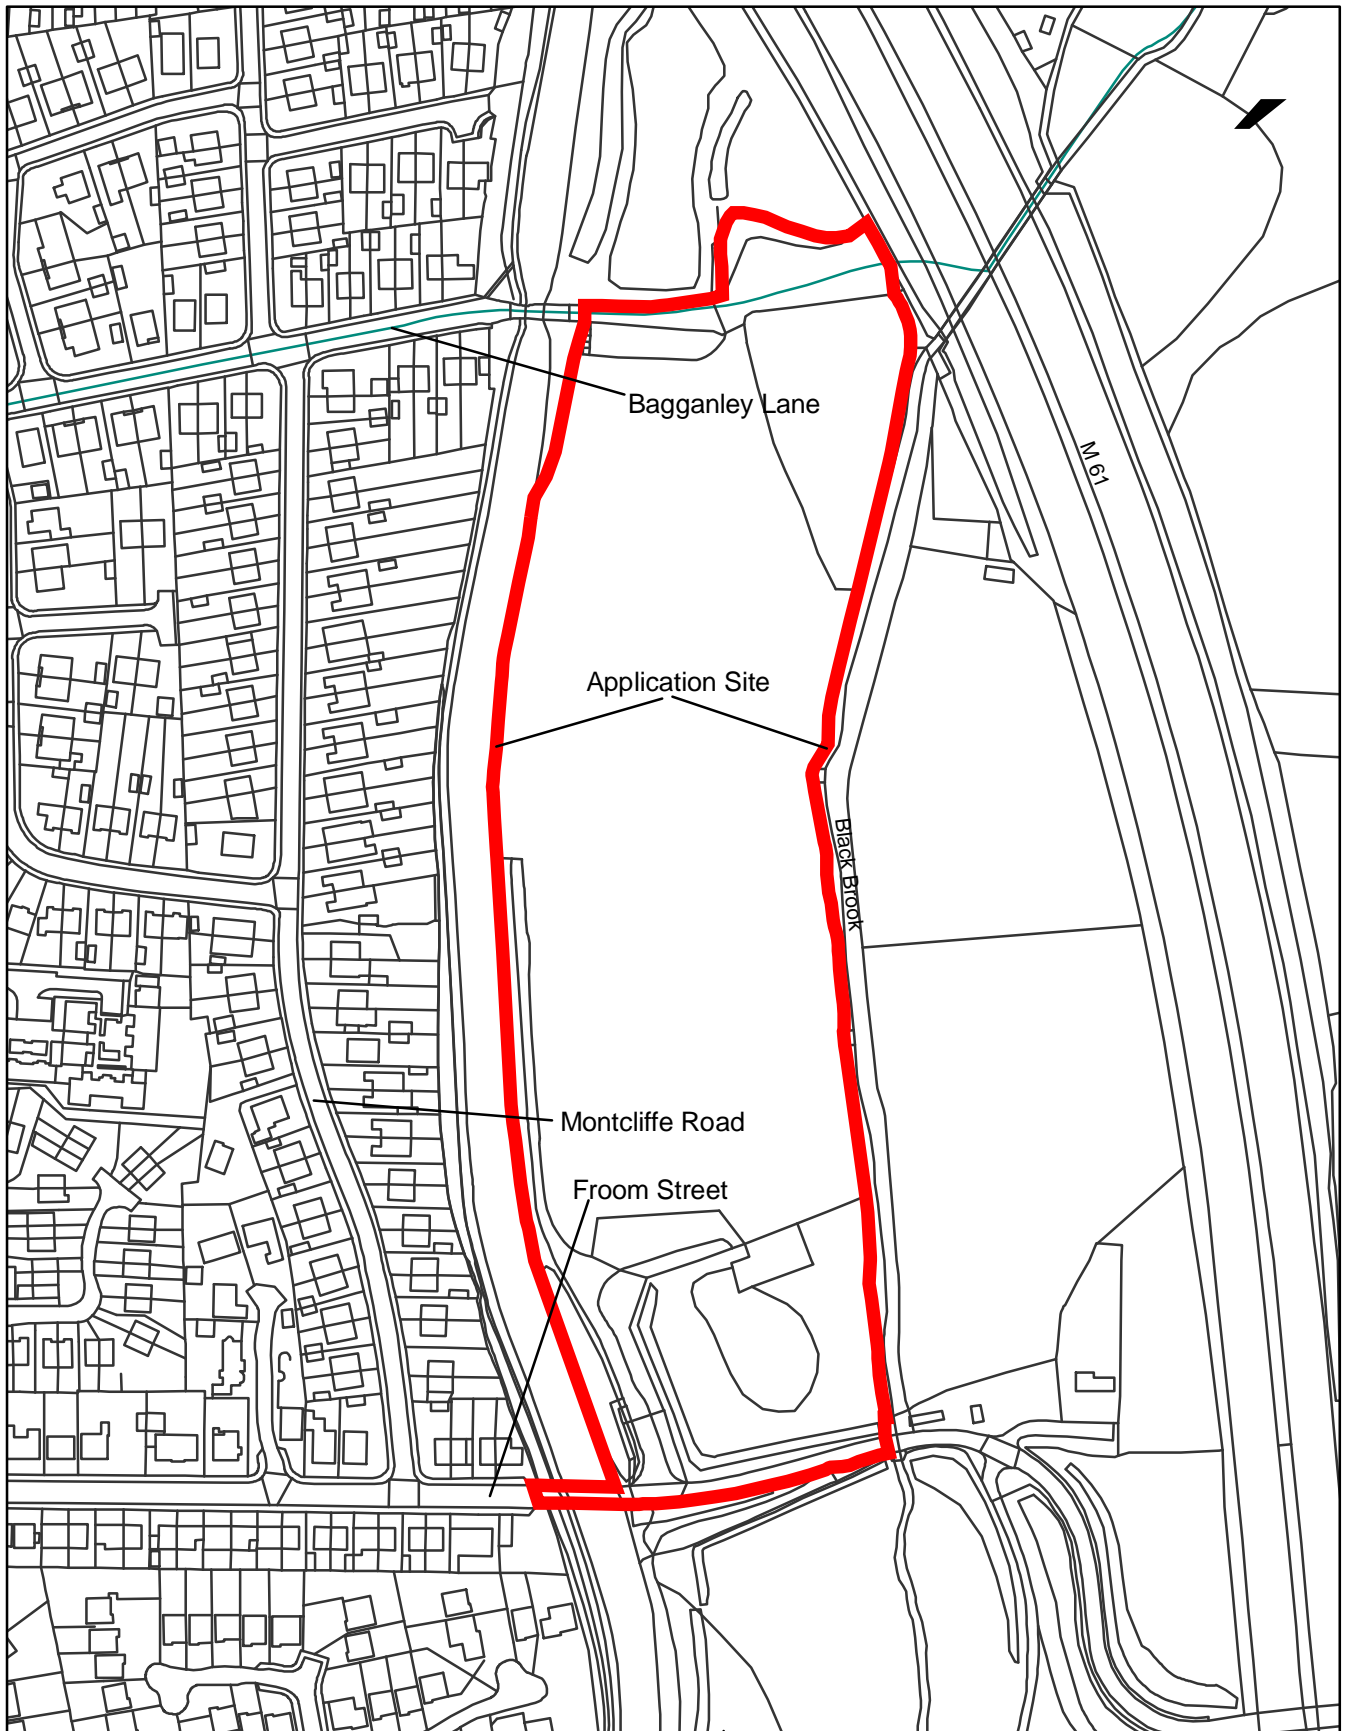 Bagganley Lane
M 61
Application Site
Black Brook
Montcliffe Road
Froom Street